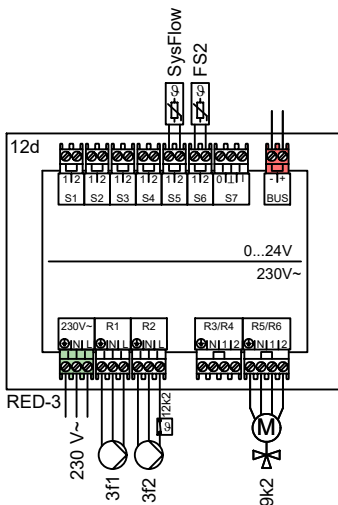 SysFlow
FS2
ϑ
ϑ
12d
1 2
1 2
1 2
1 2
1 2
1 2
0 ⊥ I
- +
S1
S2
S3
S4
S5
S6
S7
BUS
0...24V
230V~
230V~
R1
R2
R3/R4
R5/R6
N L
N L
N L
N 1 2
N 1 2
RED-3
12k2
ϑ
M
230 V~
3f1
3f2
9k2